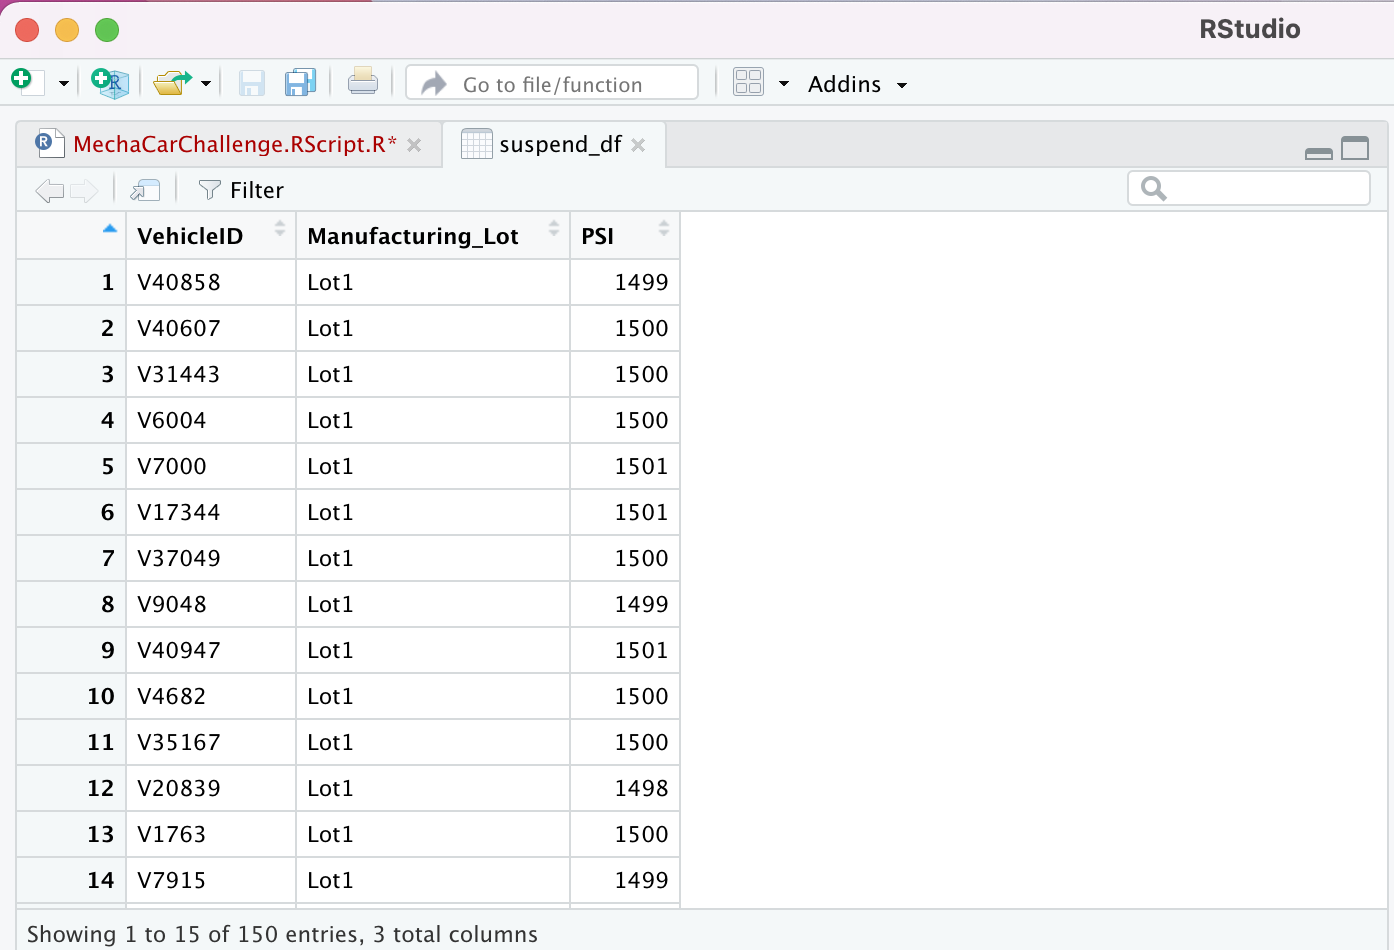 RStudio
Go to file/function
Addins
MechaCarChallenge.RScript.R*
suspend_df
Filter
VehicleID Manufacturing_Lot PSI
1 V40858 Lot1 1499
2 V40607 Lot1 1500
3 V31443 Lot1 1500
4 V6004 Lot1 1500
5 V7000 Lot1 1501
6 V17344 Lot1 1501
7 V37049 Lot1 1500
8 V9048 Lot1 1499
9 V40947 Lot1 1501
10 V4682 Lot1 1500
11 V35167 Lot1 1500
12 V20839 Lot1 1498
13 V1763 Lot1 1500
14 V7915 Lot1 1499
Showing 1 to 15 of 150 entries, 3 total columns